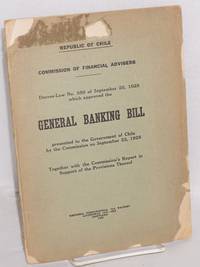 REPUBLIC OF CHILE
COMMISSION OF FINANCIAL ADVISERS
Decree-Law No. 559 of September 26, 1925
which approved the
GENERAL BANKING BILL
presented to the Government of Chile
by the Commission on September 23, 1925
Together with the Commission's Report in
Support of the Provisions Thereof